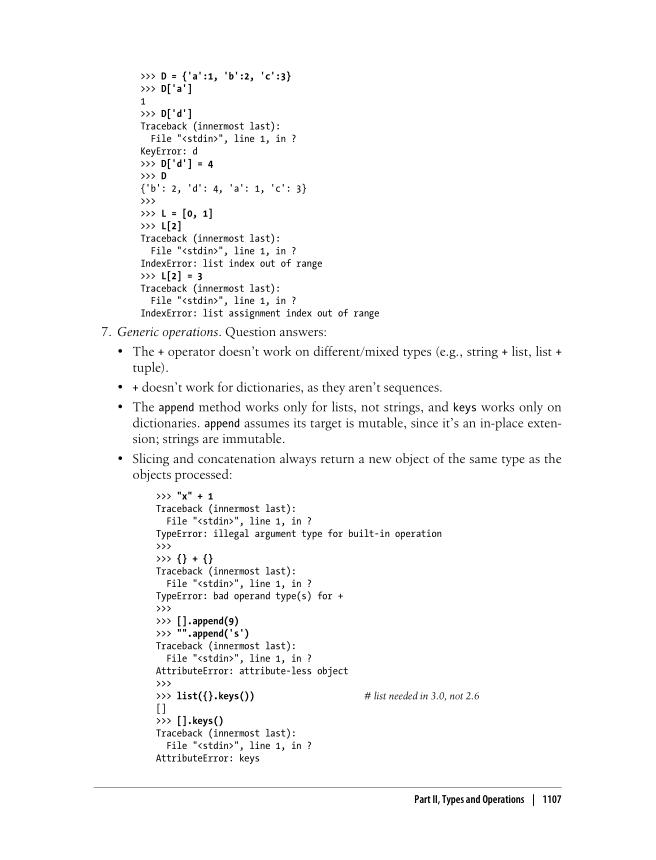 >>> D = {'a':1, 'b':2, 'c':3}
>>> D['a']
1
>>> D['d']
Traceback (innermost last):
  File "<stdin>", line 1, in ?
KeyError: d
>>> D['d'] = 4
>>> D
{'b': 2, 'd': 4, 'a': 1, 'c': 3}
>>>
>>> L = [0, 1]
>>> L[2]
Traceback (innermost last):
  File "<stdin>", line 1, in ?
IndexError: list index out of range
>>> L[2] = 3
Traceback (innermost last):
  File "<stdin>", line 1, in ?
IndexError: list assignment index out of range
7. Generic operations. Question answers:
• The + operator doesn't work on different/mixed types (e.g., string + list, list +
tuple).
• + doesn't work for dictionaries, as they aren't sequences.
• The append method works only for lists, not strings, and keys works only on
dictionaries. append assumes its target is mutable, since it's an in-place exten-
sion; strings are immutable.
• Slicing and concatenation always return a new object of the same type as the
objects processed:
>>> "x" + 1
Traceback (innermost last):
  File "<stdin>", line 1, in ?
TypeError: illegal argument type for built-in operation
>>>
>>> {} + {}
Traceback (innermost last):
  File "<stdin>", line 1, in ?
TypeError: bad operand type(s) for +
>>>
>>> [].append(9)
>>> "".append('s')
Traceback (innermost last):
  File "<stdin>", line 1, in ?
AttributeError: attribute-less object
>>>
>>> list({}.keys()) # list needed in 3.0, not 2.6
[]
>>> [].keys()
Traceback (innermost last):
  File "<stdin>", line 1, in ?
AttributeError: keys
Part II, Types and Operations | 1107